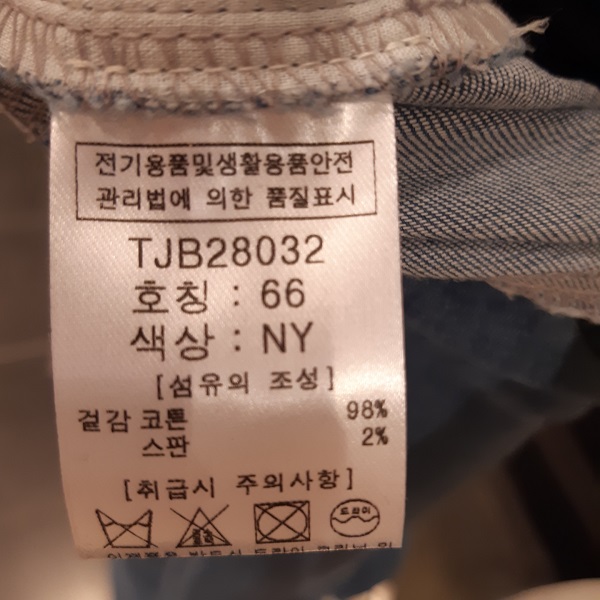 전기용품및생활용품안전
관리법에 의한 품질표시
TJB28032
호칭 : 66
색상 : NY
[섬유의 조성]
겉감 코튼 98%
스판 2%
[취급시 주의사항]
드라이